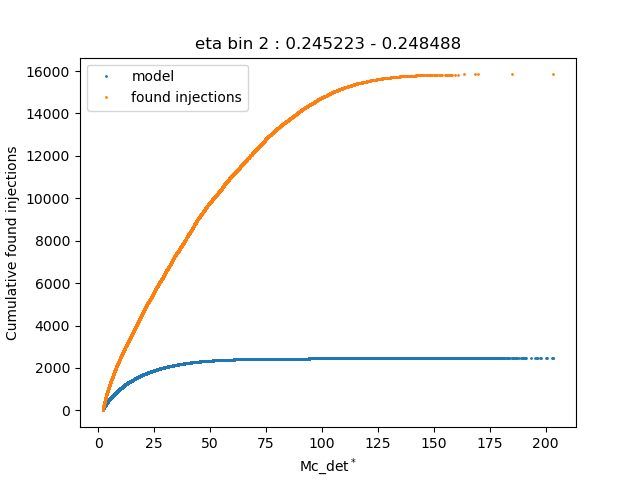 eta bin 2 : 0.245223 - 0.248488
model
found injections
Cumulative found injections
16000
14000
12000
10000
8000
6000
4000
2000
0
0 25 50 75 100 125 150 175 200
Mc_det*